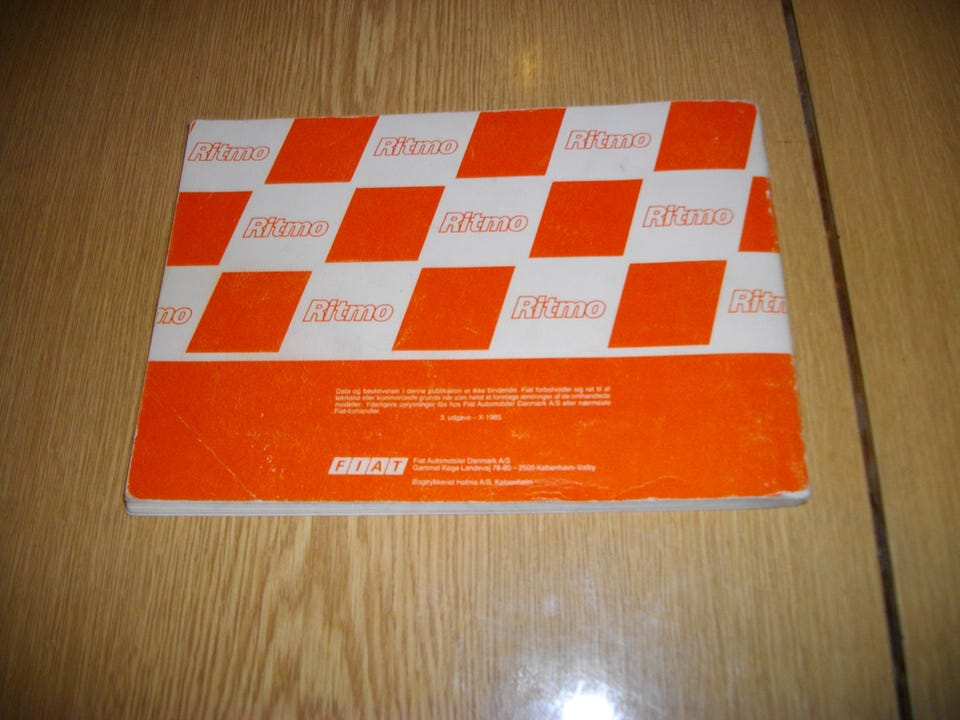 Ritmo Ritmo Ritmo
Ritmo Ritmo Ritmo
mo Ritmo Ritmo Ritm
Data og beskrivelser i denne publikation er ikke bindende. Fiat forbeholder sig ret til af
tekniske eller kommercielle grunde når som helst at foretage ændringer af de omhandlede
modeller. Yderligere oplysninger fås hos Fiat Automobiler Danmark A/S eller nærmeste
Fiat-forhandler.
3. udgave – X-1985
FIAT Fiat Automobiler Danmark A/S
Gammel Køge Landevej 78-80 – 2500 København-Valby
Bogtrykkeriet Hafnia A/S, København